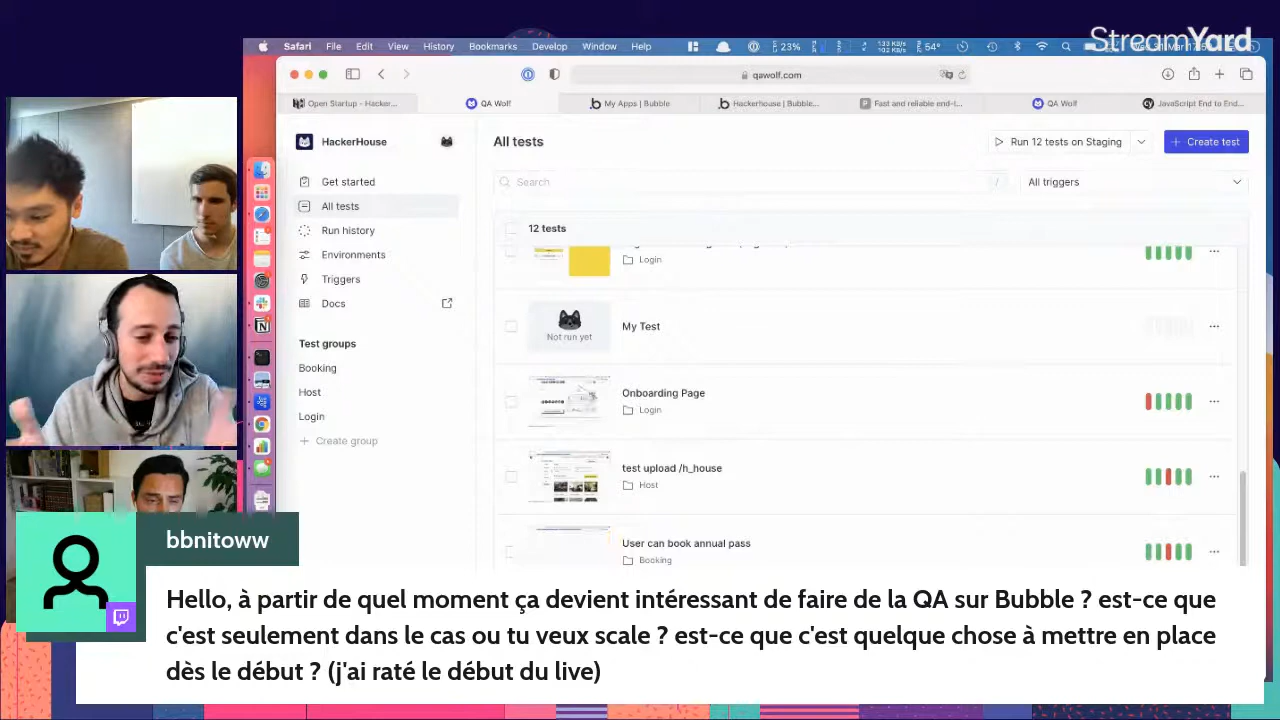 StreamYard
Safari File Edit View History Bookmarks Develop Window Help
23%
133 KB/s
102 KB/s
54°
qawolf.com
Open Startup - Hacker...
QA Wolf
My Apps | Bubble
Hackerhouse | Bubble...
Fast and reliable end-t...
QA Wolf
JavaScript End to End...
HackerHouse
All tests
Run 12 tests on Staging
Create test
Get started
Search
/
All triggers
All tests
12 tests
Run history
Environments
Login
Triggers
Docs
My Test
Not run yet
Test groups
Booking
Onboarding Page
Host
Login
Login
Create group
test upload /h_house
Host
User can book annual pass
Booking
bbnitoww
Hello, à partir de quel moment ça devient intéressant de faire de la QA sur Bubble ? est-ce que
c'est seulement dans le cas ou tu veux scale ? est-ce que c'est quelque chose à mettre en place
dès le début ? (j'ai raté le début du live)